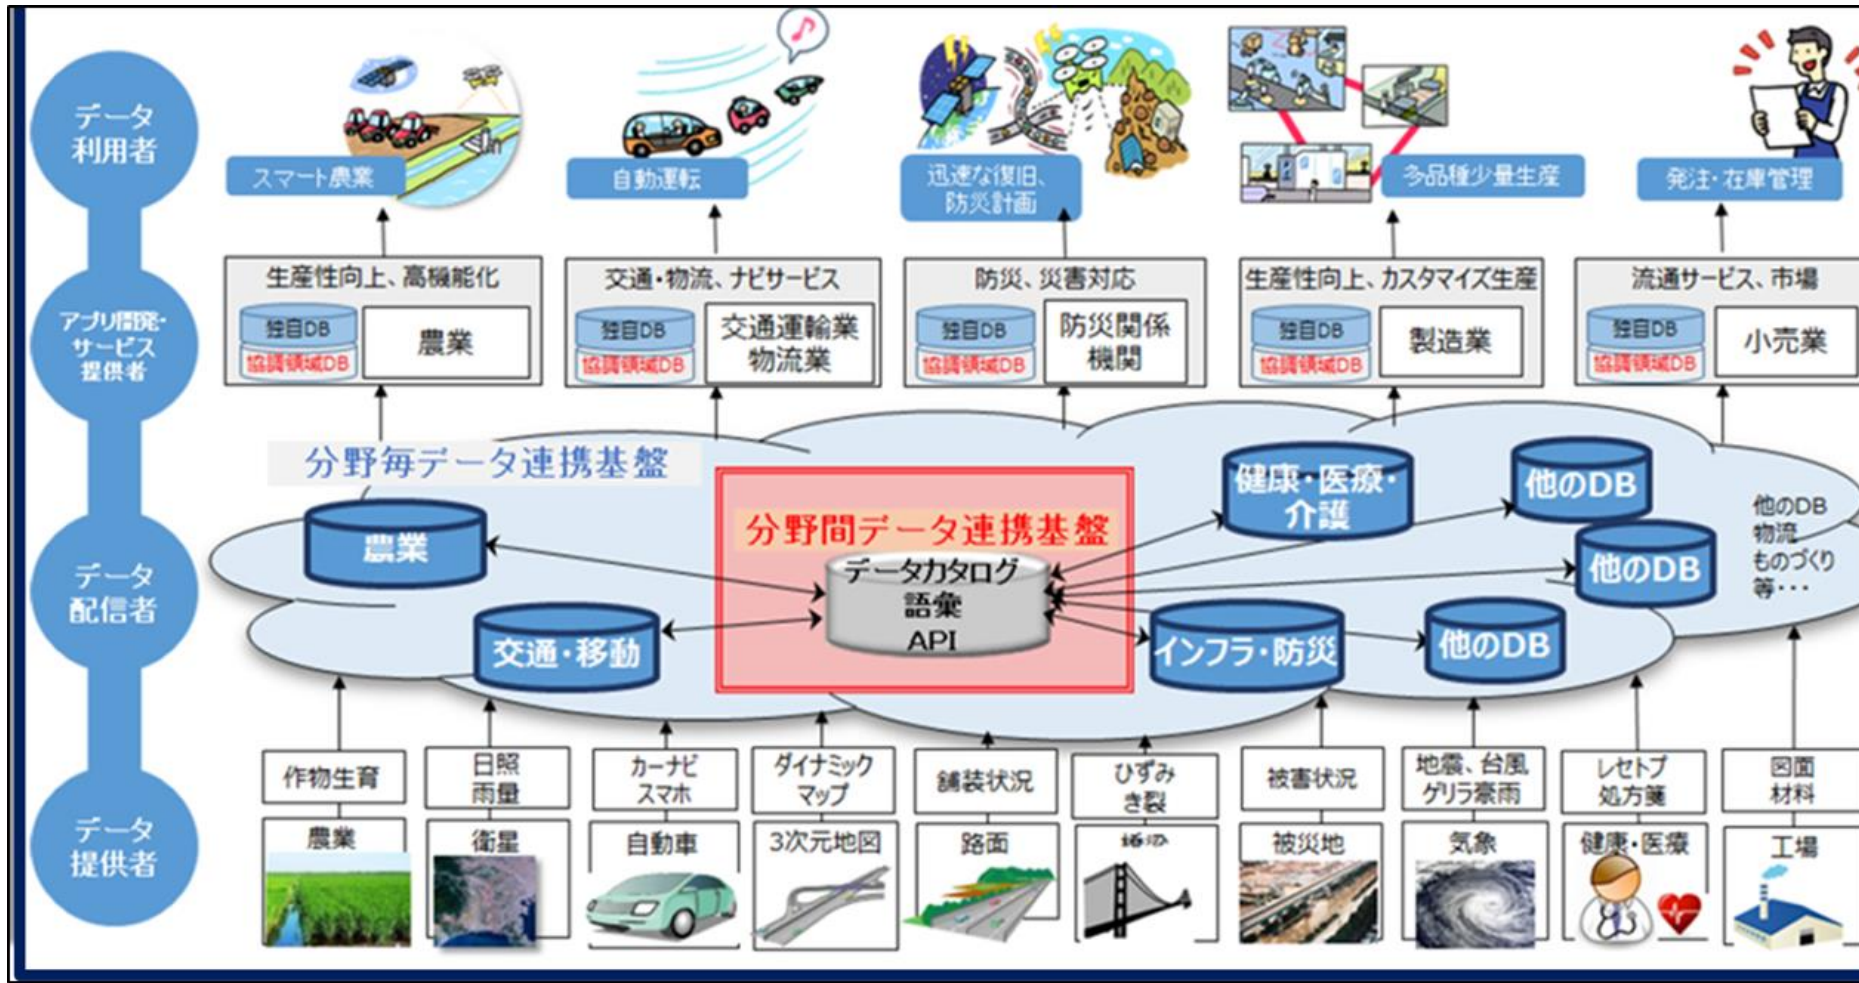 データ
利用者
スマート農業
自動運転
迅速な復旧、
防災計画
多品種少量生産
発注・在庫管理
アプリ開発・
サービス
提供者
生産性向上、高機能化
独自DB
協調領域DB
農業
交通・物流、ナビサービス
独自DB
協調領域DB
交通運輸業
物流業
防災、災害対応
独自DB
協調領域DB
防災関係
機関
生産性向上、カスタマイズ生産
独自DB
協調領域DB
製造業
流通サービス、市場
独自DB
協調領域DB
小売業
データ
配信者
分野毎データ連携基盤
農業
交通・移動
分野間データ連携基盤
データカタログ
語彙
API
健康・医療・
介護
他のDB
他のDB
インフラ・防災
他のDB
他のDB
物流
ものづくり
等・・・
データ
提供者
作物生育
農業
日照
雨量
衛星
カーナビ
スマホ
自動車
ダイナミック
マップ
3次元地図
舗装状況
路面
ひずみ
き裂
被害状況
被災地
地震、台風、
ゲリラ豪雨
気象
レセトプ
処方箋
健康・医療
図面
材料
工場